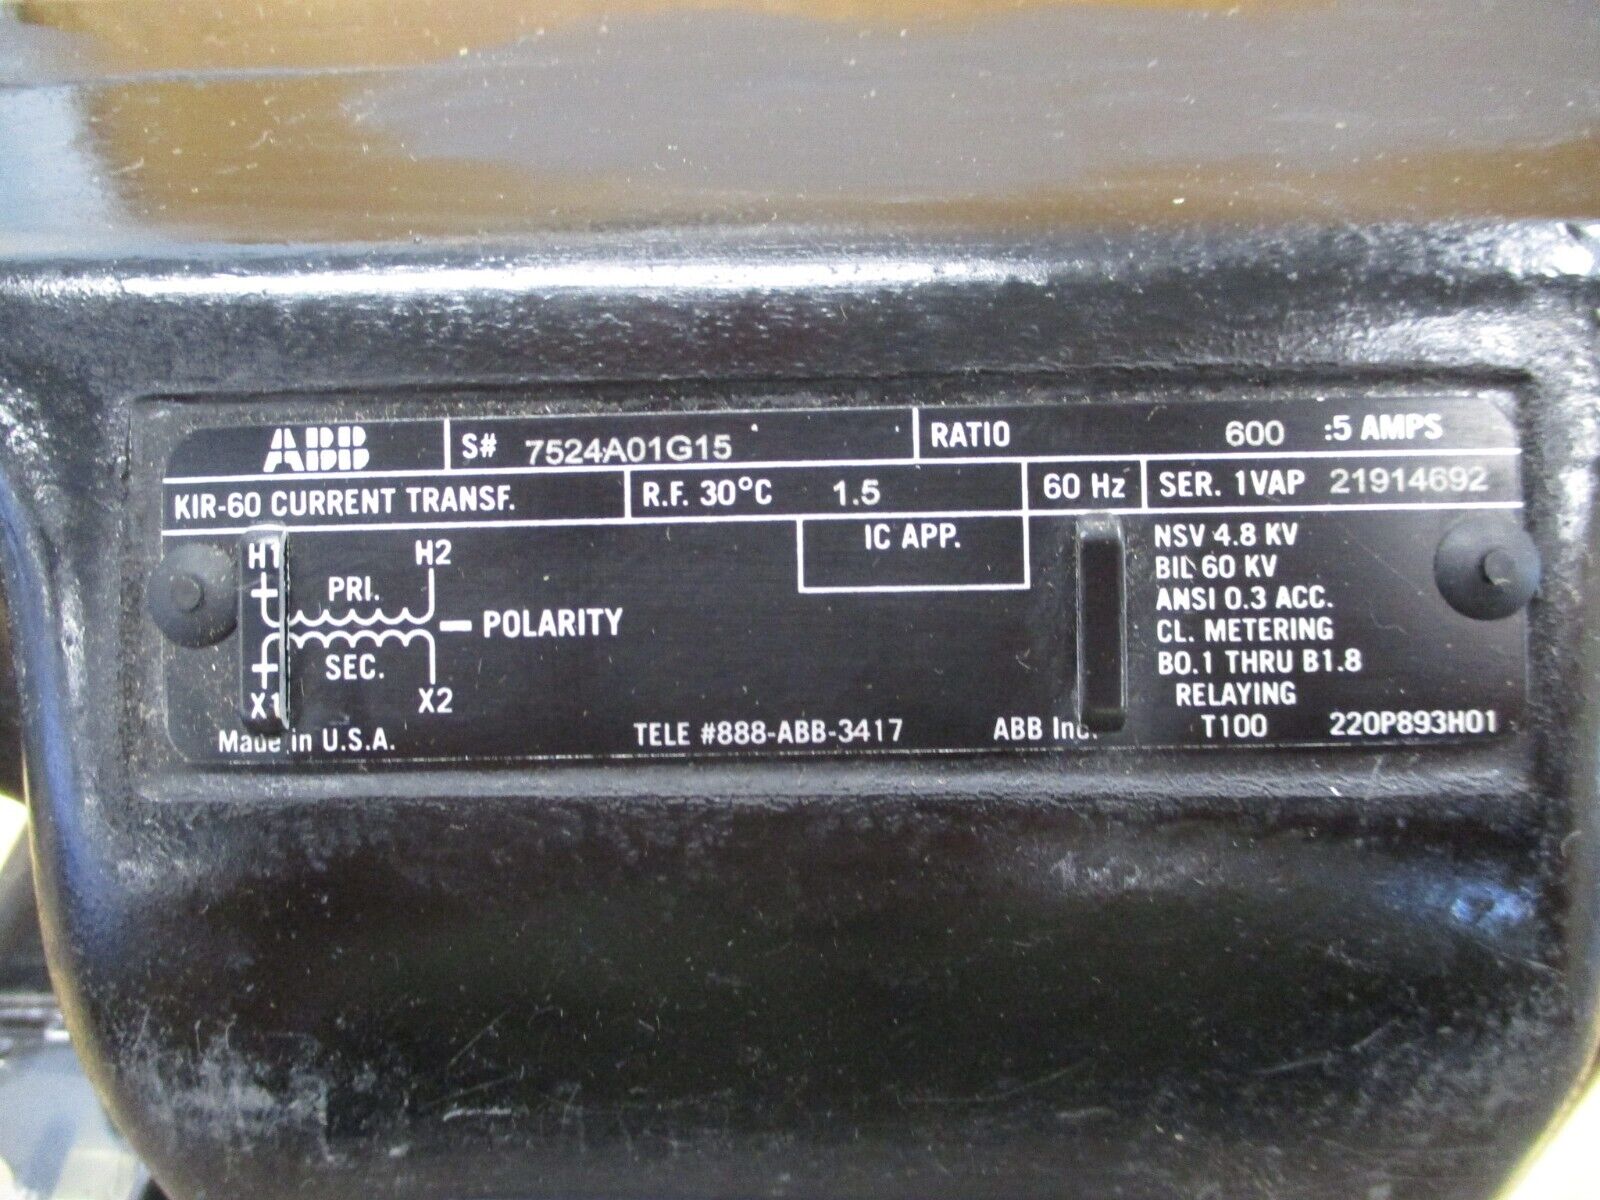 ABB S# 7524A01G15 RATIO 600 :5 AMPS
KIR-60 CURRENT TRANSF. R.F. 30°C 1.5 60 Hz SER. 1VAP 21914692
IC APP.
H1 H2
+ PRI.
— POLARITY
+ SEC.
X1 X2
NSV 4.8 KV
BIL 60 KV
ANSI 0.3 ACC.
CL. METERING
B0.1 THRU B1.8
RELAYING
Made in U.S.A. TELE #888-ABB-3417 ABB Inc. T100 220P893H01